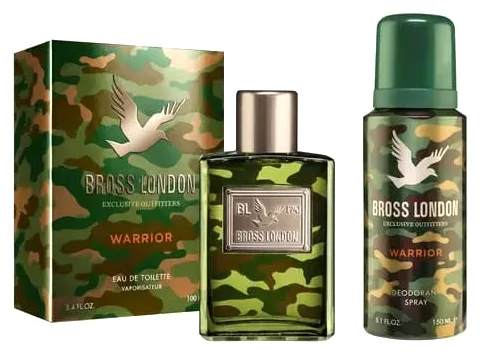 BROSS LONDON
EXCLUSIVE OUTFITTERS
WARRIOR
EAU DE TOILETTE
VAPORISATEUR
3.4 FL.OZ.
100
BL
BROSS LONDON
BROSS LONDON
EXCLUSIVE OUTFITTERS
WARRIOR
DEODORANT
SPRAY
5.1 FL.OZ.
150 ML